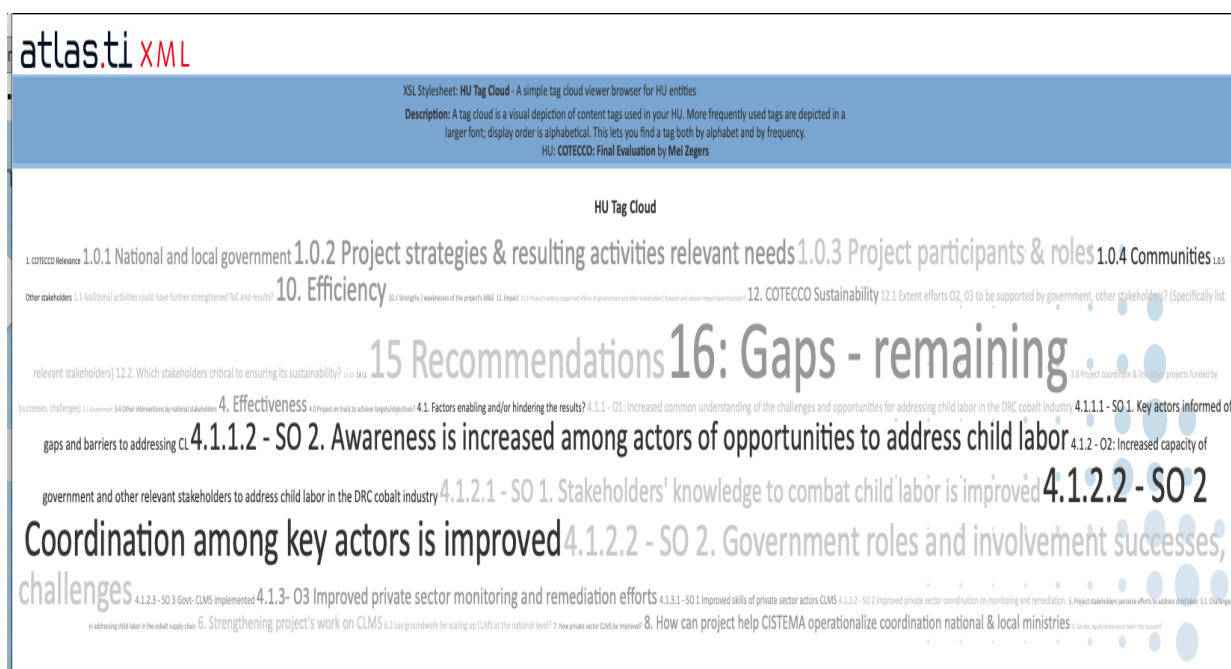 atlas.ti XML
XSL Stylesheet: HU Tag Cloud - A simple tag cloud viewer browser for HU entities
Description: A tag cloud is a visual depiction of content tags used in your HU. More frequently used tags are depicted in a
larger font; display order is alphabetical. This lets you find a tag both by alphabet and by frequency.
HU: COTECCO: Final Evaluation by Mei Zegers
HU Tag Cloud
1. COTECCO Relevance 1.0.1 National and local government 1.0.2 Project strategies & resulting activities relevant needs 1.0.3 Project participants & roles 1.0.4 Communities 1.0.5
Other stakeholders 1.1 Additional activities could have further strengthened ToC and results? 10. Efficiency 10.1 Strengths / weaknesses of the project's M&E 11. Impact 11.1 Project's actions supported efforts of government and other stakeholders' broader and deeper impact beyond project? 12. COTECCO Sustainability 12.1 Extent efforts O2, O3 to be supported by government, other stakeholders? (Specifically list
relevant stakeholders) 12.2. Which stakeholders critical to ensuring its sustainability? 14 LL 15 Recommendations 16: Gaps - remaining 3.0 Project coordinate & link other projects funded by
(successes, challenges) 3.3 Government 3.4 Other interventions by national stakeholders 4. Effectiveness 4.0 Project on track to achieve targets/objectives? 4.1. Factors enabling and/or hindering the results? 4.1.1 - O1: Increased common understanding of the challenges and opportunities for addressing child labor in the DRC cobalt industry 4.1.1.1 - SO 1. Key actors informed of
gaps and barriers to addressing CL 4.1.1.2 - SO 2. Awareness is increased among actors of opportunities to address child labor 4.1.2 - O2: Increased capacity of
government and other relevant stakeholders to address child labor in the DRC cobalt industry 4.1.2.1 - SO 1. Stakeholders' knowledge to combat child labor is improved 4.1.2.2 - SO 2
Coordination among key actors is improved 4.1.2.2 - SO 2. Government roles and involvement successes,
challenges 4.1.2.3 - SO 3 Govt- CLMS implemented 4.1.3- O3 Improved private sector monitoring and remediation efforts 4.1.3.1 - SO 1 Improved skills of private sector actors CLMS 4.1.3.2 - SO 2 Improved private sector coordination on monitoring and remediation. 5. Project stakeholders perceive efforts to address child labor 5.1. Challenges
in addressing child labor in the cobalt supply chain 6. Strengthening project's work on CLMS 6.2 Lay groundwork for scaling up CLMS at the national level? 7. How private sector CLMS be improved? 8. How can project help CISTEMA operationalize coordination national & local ministries 9. Gender, equity dimensions taken into account?